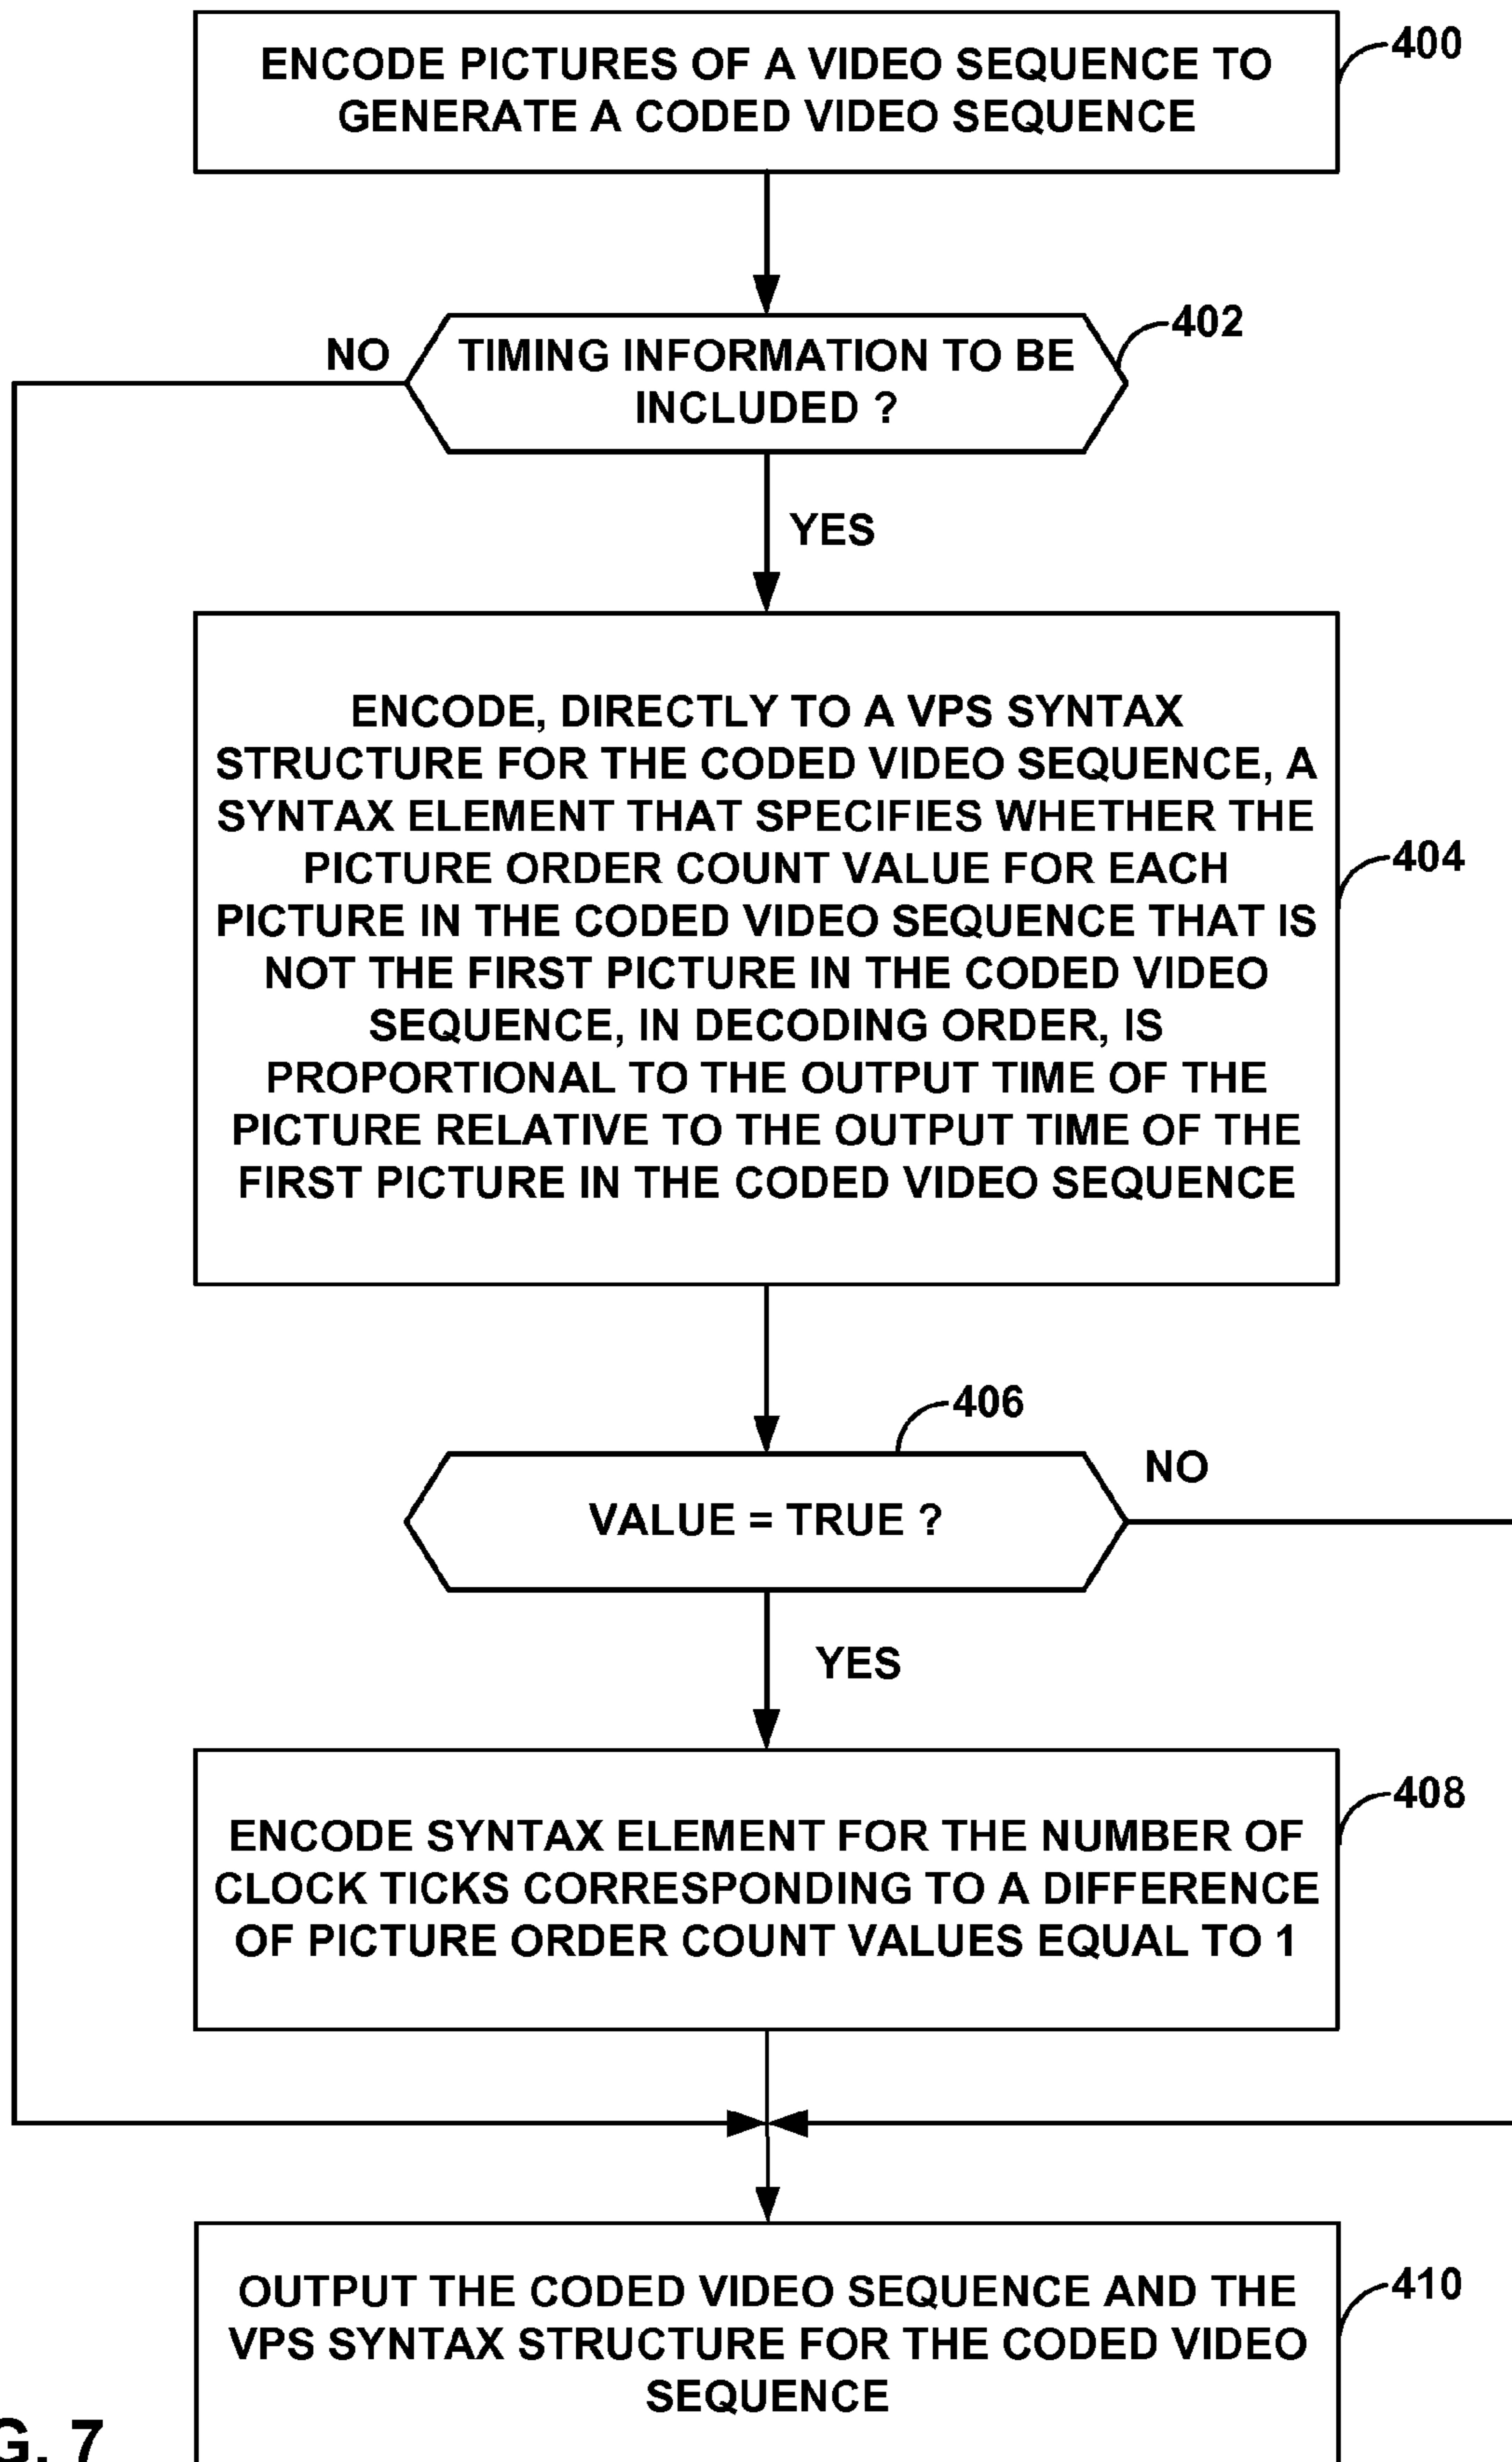 ENCODE PICTURES OF A VIDEO SEQUENCE TO
GENERATE A CODED VIDEO SEQUENCE
400
402
NO
TIMING INFORMATION TO BE
INCLUDED ?
YES
ENCODE, DIRECTLY TO A VPS SYNTAX
STRUCTURE FOR THE CODED VIDEO SEQUENCE, A
SYNTAX ELEMENT THAT SPECIFIES WHETHER THE
PICTURE ORDER COUNT VALUE FOR EACH
PICTURE IN THE CODED VIDEO SEQUENCE THAT IS
NOT THE FIRST PICTURE IN THE CODED VIDEO
SEQUENCE, IN DECODING ORDER, IS
PROPORTIONAL TO THE OUTPUT TIME OF THE
PICTURE RELATIVE TO THE OUTPUT TIME OF THE
FIRST PICTURE IN THE CODED VIDEO SEQUENCE
404
406
NO
VALUE = TRUE ?
YES
408
ENCODE SYNTAX ELEMENT FOR THE NUMBER OF
CLOCK TICKS CORRESPONDING TO A DIFFERENCE
OF PICTURE ORDER COUNT VALUES EQUAL TO 1
410
OUTPUT THE CODED VIDEO SEQUENCE AND THE
VPS SYNTAX STRUCTURE FOR THE CODED VIDEO
SEQUENCE
G. 7